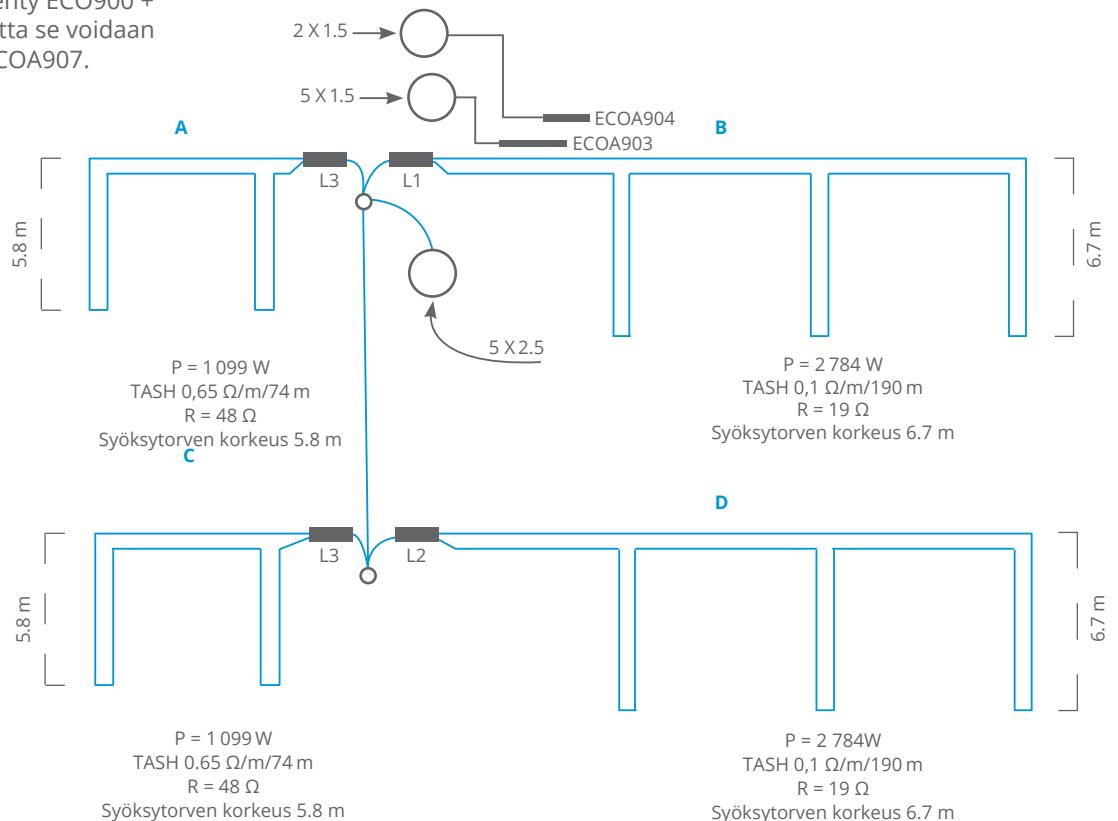 tta se voidaan
COA907.
2 X 1.5
5 X 1.5
ECOA904
ECOA903
A
B
L3
L1
5.8 m
6.7 m
5 X 2.5
P = 1 099 W
TASH 0,65 Ω/m/74 m
R = 48 Ω
Syöksytorven korkeus 5.8 m
P = 2 784 W
TASH 0,1 Ω/m/190 m
R = 19 Ω
Syöksytorven korkeus 6.7 m
C
D
L3
L2
5.8 m
6.7 m
P = 1 099 W
TASH 0.65 Ω/m/74 m
R = 48 Ω
Syöksytorven korkeus 5.8 m
P = 2 784W
TASH 0,1 Ω/m/190 m
R = 19 Ω
Syöksytorven korkeus 6.7 m